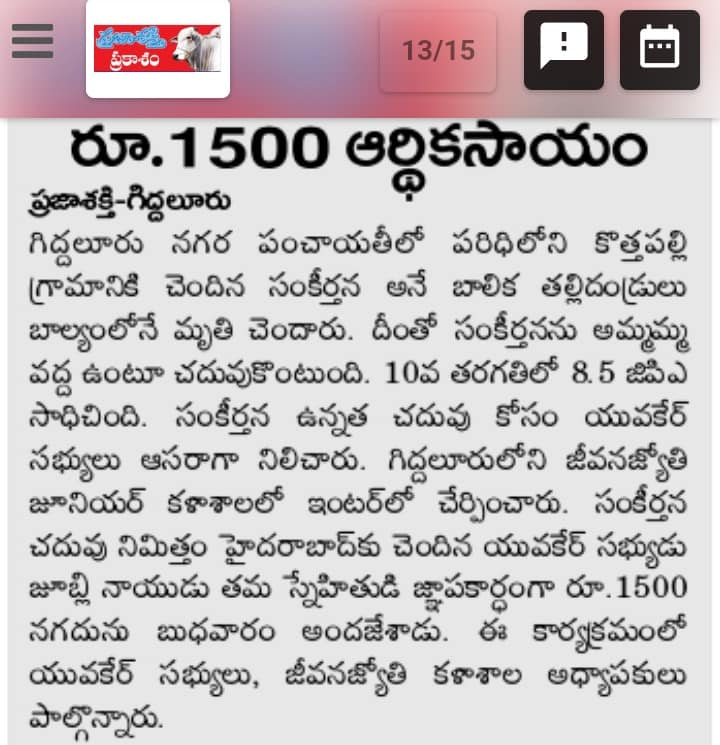 ప్రజాశక్తి
ప్రకాశం
13/15
రూ.1500 ఆర్థికసాయం
ప్రజాశక్తి-గిద్దలూరు
గిద్దలూరు నగర పంచాయతీలో పరిధిలోని కొత్తపల్లి
గ్రామానికి చెందిన సంకీర్తన అనే బాలిక తల్లిదండ్రులు
బాల్యంలోనే మృతి చెందారు. దీంతో సంకీర్తనను అమ్మమ్మ
వద్ద ఉంటూ చదువుకొంటుంది. 10వ తరగతిలో 8.5 జిపిఎ
సాధిచింది. సంకీర్తన ఉన్నత చదువు కోసం యువకేర్
సభ్యులు ఆసరాగా నిలిచారు. గిద్దలూరులోని జీవనజ్యోతి
జూనియర్ కళాశాలలో ఇంటర్‌లో చేర్పించారు. సంకీర్తన
చదువు నిమిత్తం హైదరాబాద్‌కు చెందిన యువకేర్ సభ్యుడు
జూబ్లి నాయుడు తమ స్నేహితుడి జ్ఞాపకార్ధంగా రూ.1500
నగదును బుధవారం అందజేశాడు. ఈ కార్యక్రమంలో
యువకేర్ సభ్యులు, జీవనజ్యోతి కళాశాల అధ్యాపకులు
పాల్గొన్నారు.